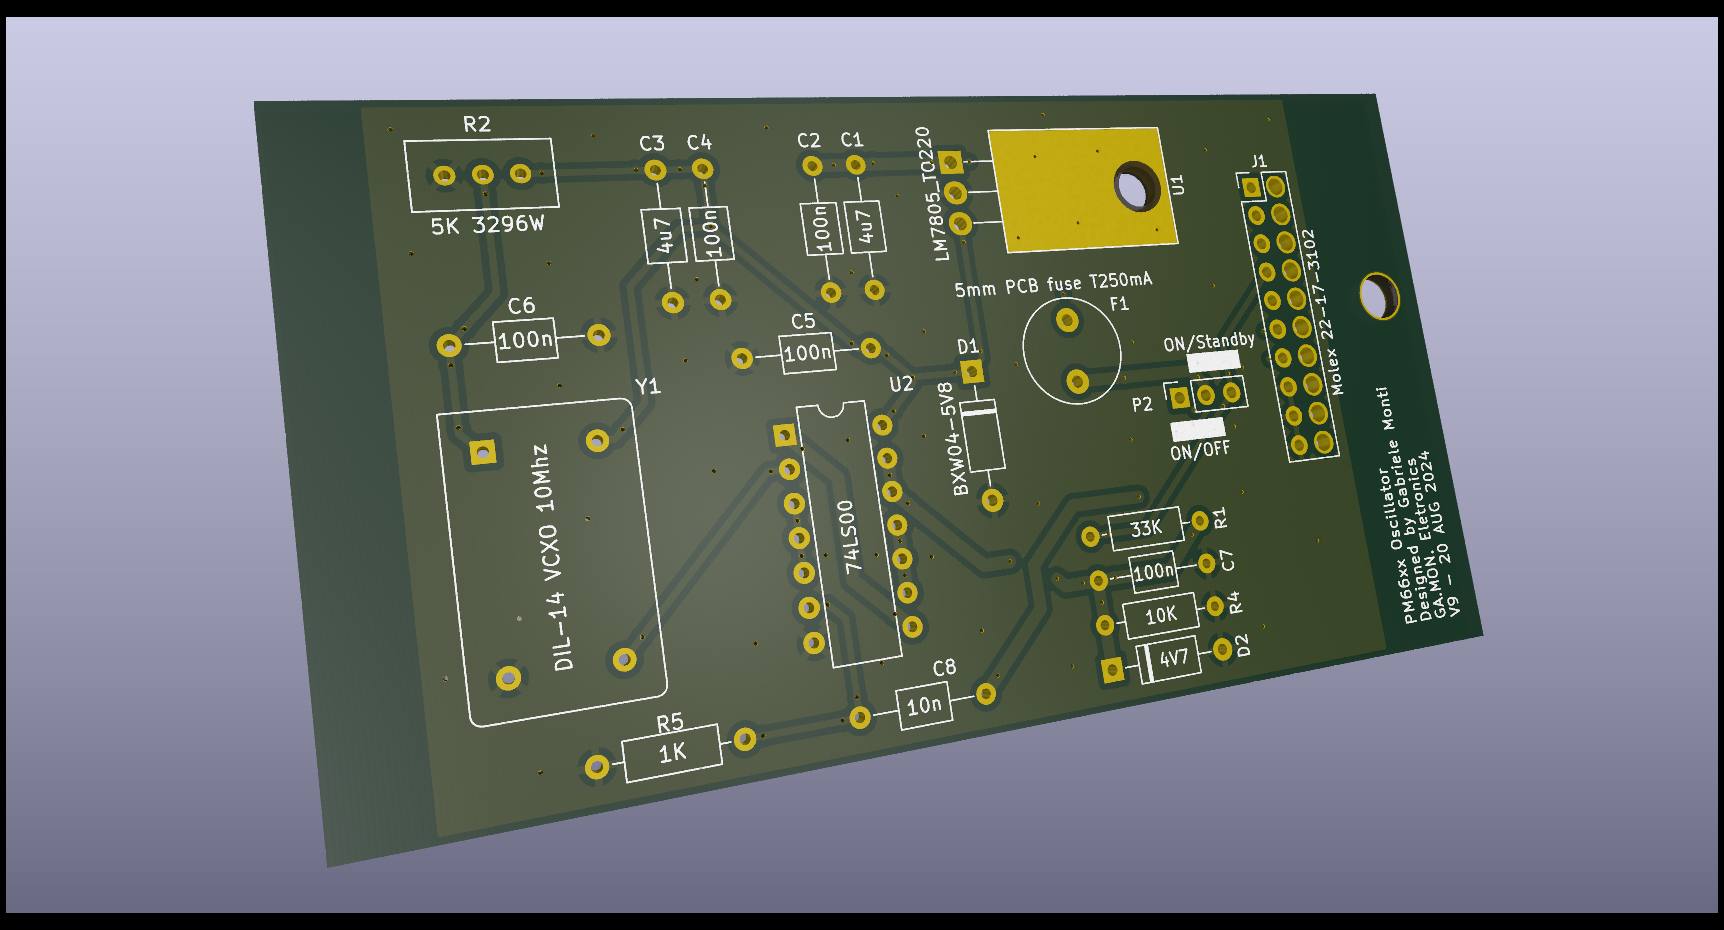 R2
5K 3296W
C3
C4
4u7
100n
C2
C1
100n
4u7
LM7805_TO220
U1
J1
Molex 22-17-3102
5mm PCB fuse T250mA
F1
C6
100n
C5
100n
D1
BXW04-5V8
ON/Standby
P2
ON/OFF
Y1
DIL-14 VCXO 10Mhz
U2
74LS00
33K
R1
100n
C7
10K
R4
4V7
D2
C8
10n
R5
1K
PM66xx Oscillator
Designed by Gabriele Monti
GA.MON. Eletronics
V9 - 20 AUG 2024